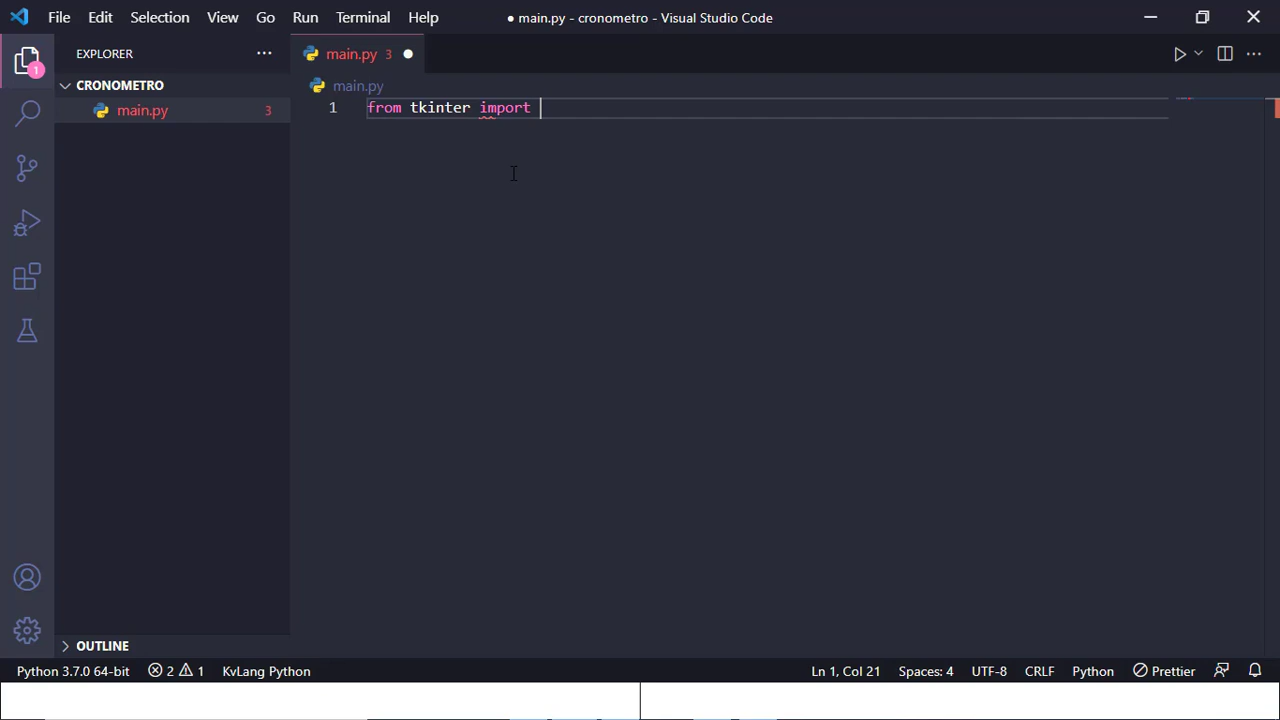 File Edit Selection View Go Run Terminal Help
● main.py - cronometro - Visual Studio Code
EXPLORER
main.py 3
CRONOMETRO
main.py
main.py 3
1 from tkinter import
1
OUTLINE
Python 3.7.0 64-bit 2 1 KvLang Python Ln 1, Col 21 Spaces: 4 UTF-8 CRLF Python Prettier